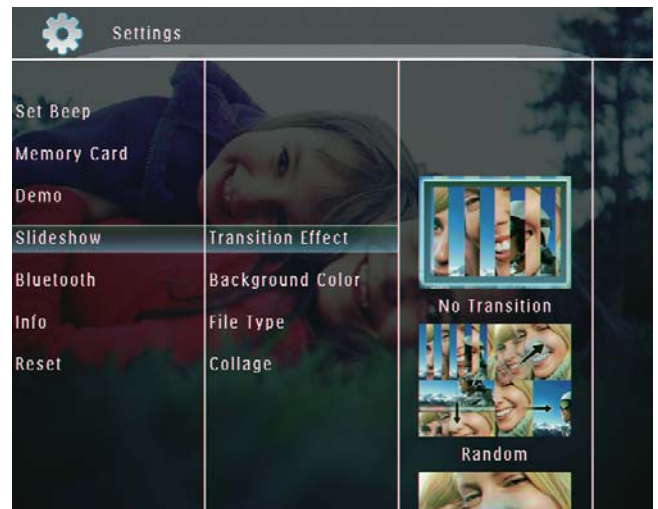 Settings
Set Beep
Memory Card
Demo
Slideshow
Bluetooth
Info
Reset
Transition Effect
Background Color
File Type
Collage
No Transition
Random